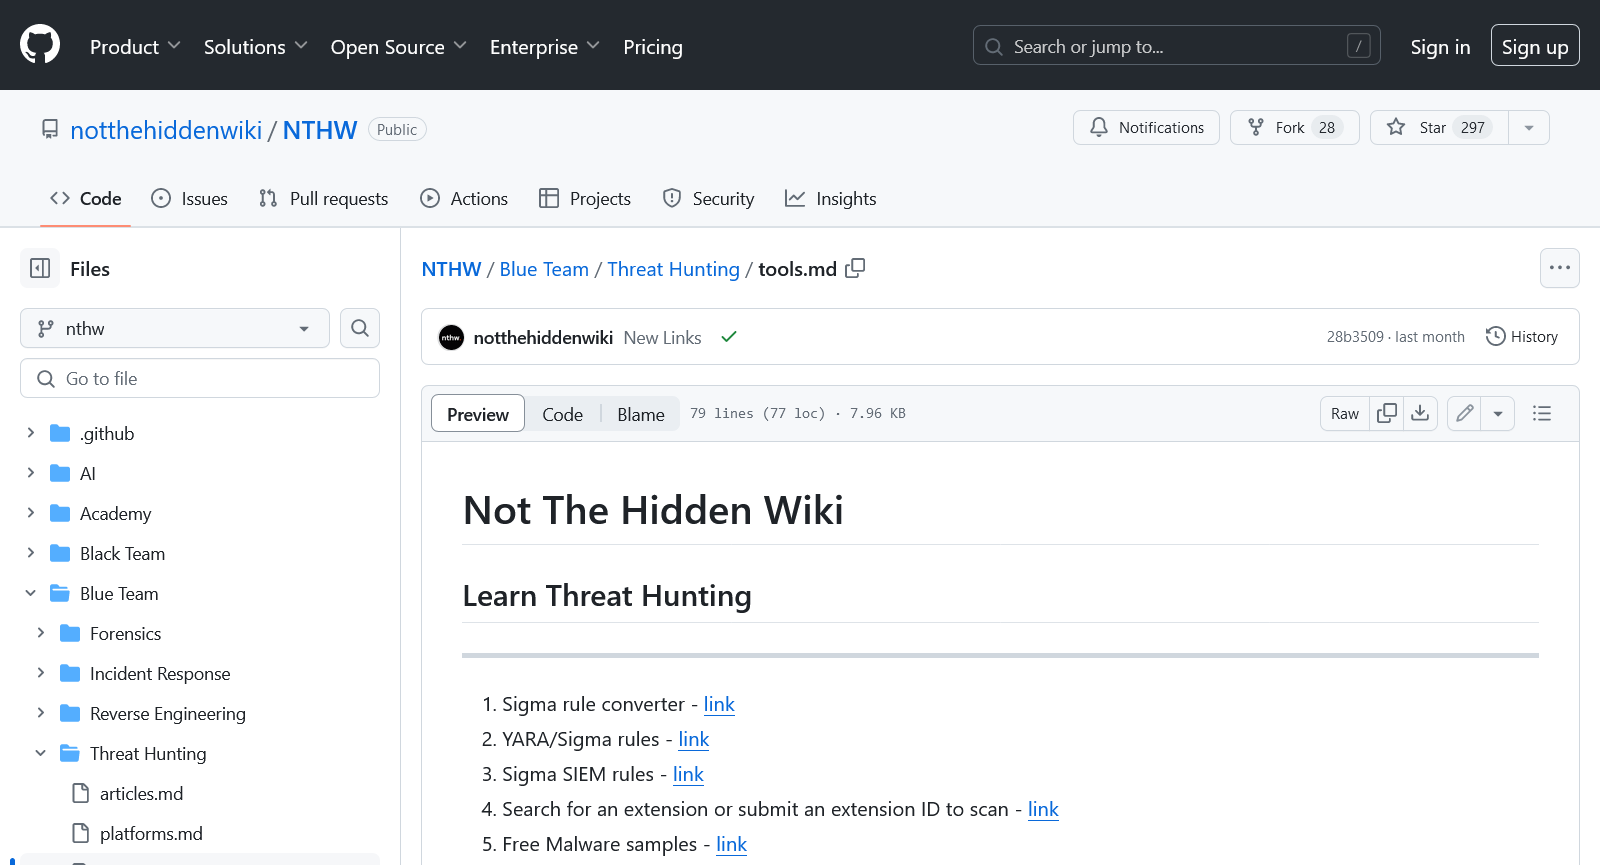 Product Solutions Open Source Enterprise Pricing Search or jump to... / Sign in Sign up
notthehiddenwiki / NTHW Public Notifications Fork 28 Star 297
Code Issues Pull requests Actions Projects Security Insights
Files
nthw
Go to file
.github
AI
Academy
Black Team
Blue Team
Forensics
Incident Response
Reverse Engineering
Threat Hunting
articles.md
platforms.md
NTHW / Blue Team / Threat Hunting / tools.md
nthw notthehiddenwiki New Links 28b3509 · last month History
Preview Code Blame 79 lines (77 loc) · 7.96 KB Raw
Not The Hidden Wiki
Learn Threat Hunting
1. Sigma rule converter - link
2. YARA/Sigma rules - link
3. Sigma SIEM rules - link
4. Search for an extension or submit an extension ID to scan - link
5. Free Malware samples - link